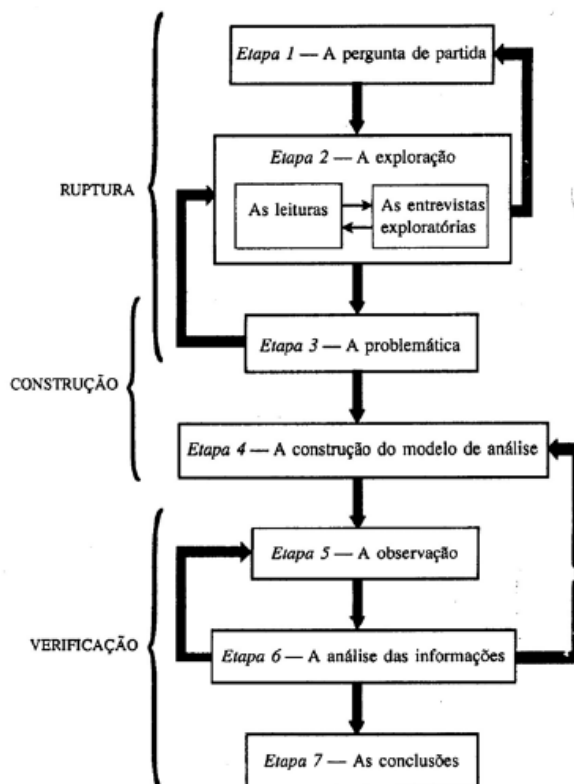 Etapa 1 — A pergunta de partida
Etapa 2 — A exploração
RUPTURA
As leituras
As entrevistas
exploratórias
Etapa 3 — A problemática
CONSTRUÇÃO
Etapa 4 — A construção do modelo de análise
Etapa 5 — A observação
VERIFICAÇÃO
Etapa 6 — A análise das informações
Etapa 7 — As conclusões